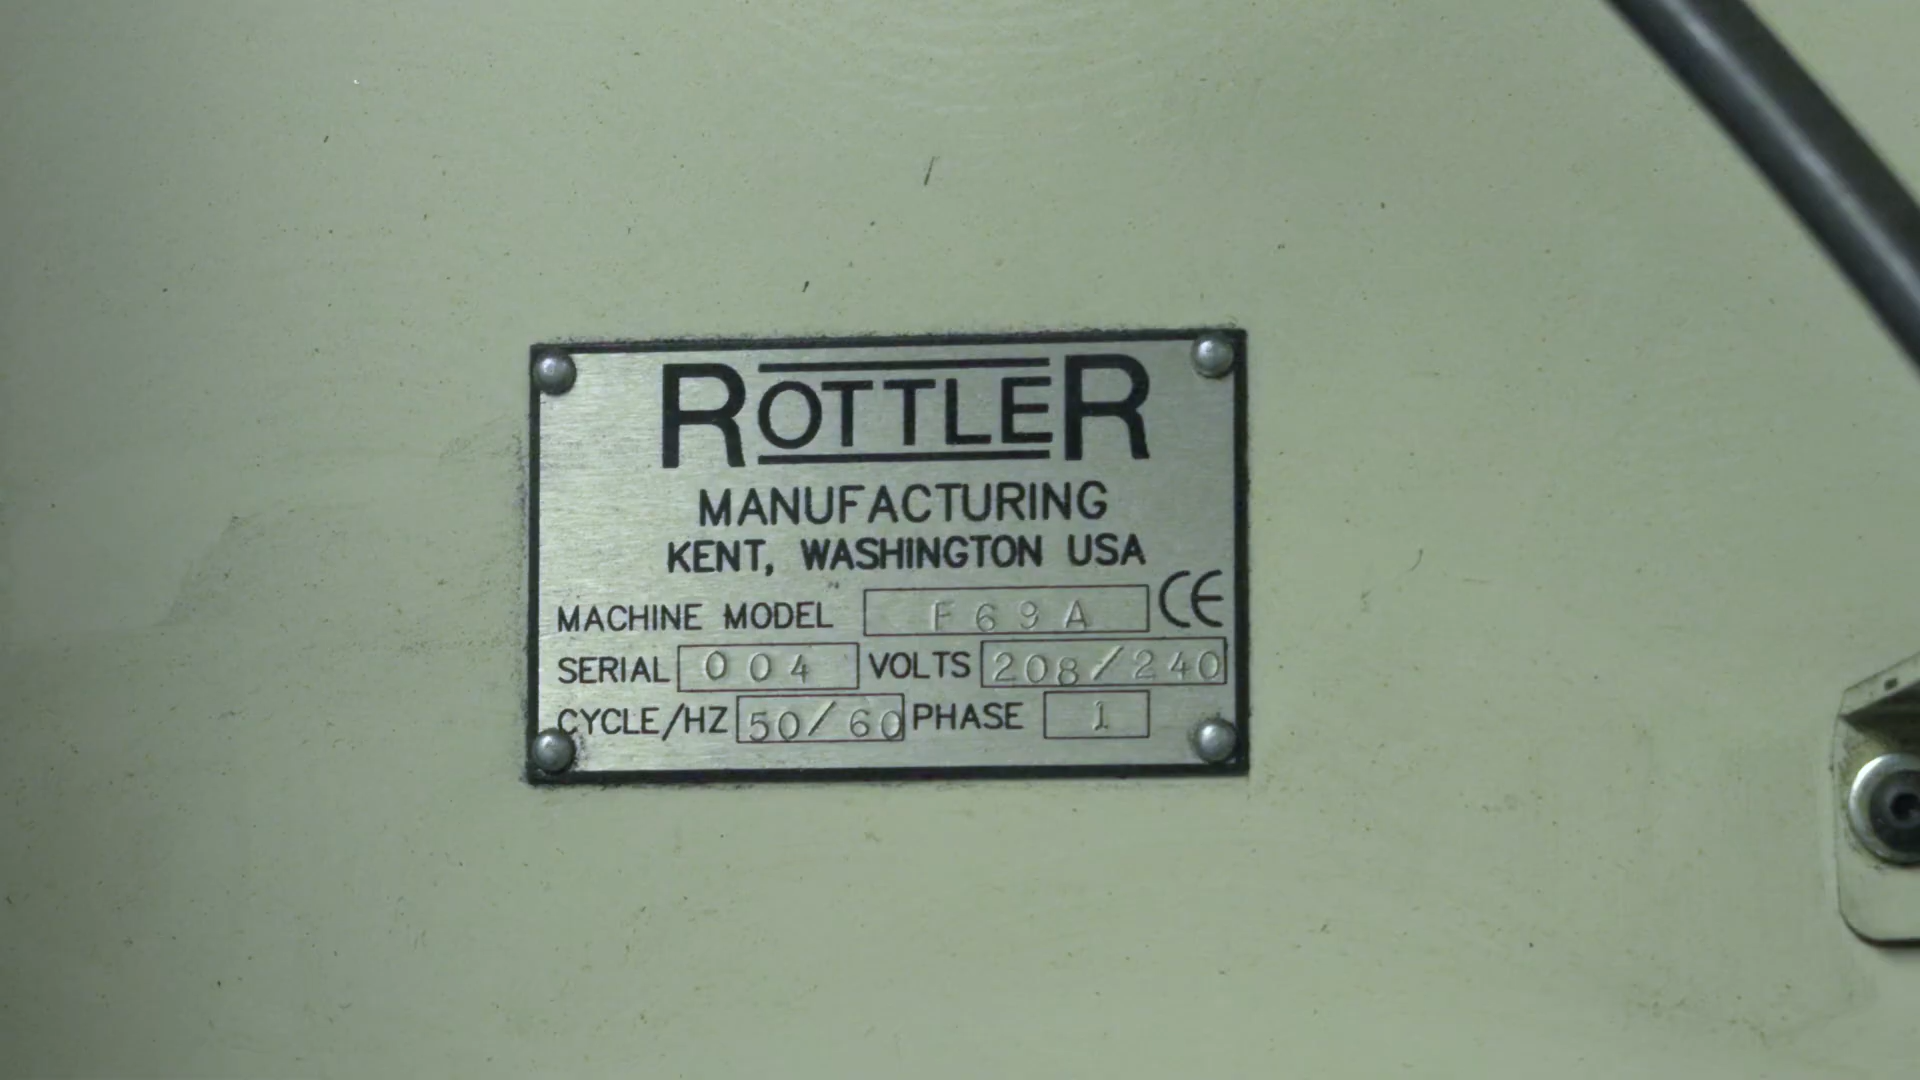 ROTTLER
MANUFACTURING
KENT, WASHINGTON USA
MACHINE MODEL F69A CE
SERIAL 004 VOLTS 208/240
CYCLE/HZ 50/60 PHASE 1